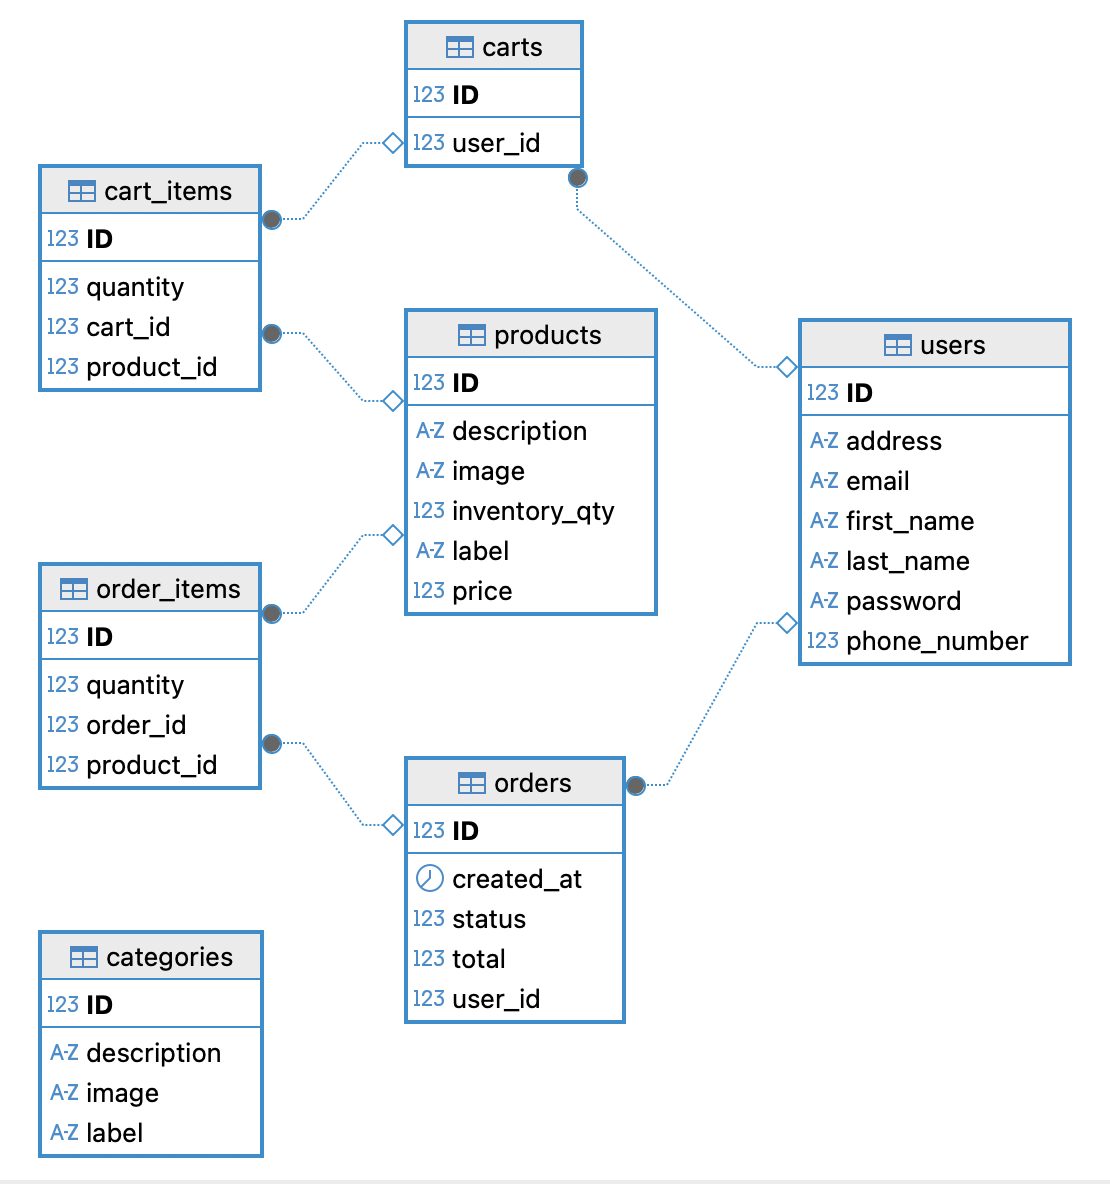 carts
123 ID
123 user_id
cart_items
123 ID
123 quantity
123 cart_id
123 product_id
products
123 ID
A-Z description
A-Z image
123 inventory_qty
A-Z label
123 price
users
123 ID
A-Z address
A-Z email
A-Z first_name
A-Z last_name
A-Z password
123 phone_number
order_items
123 ID
123 quantity
123 order_id
123 product_id
orders
123 ID
created_at
123 status
123 total
123 user_id
categories
123 ID
A-Z description
A-Z image
A-Z label